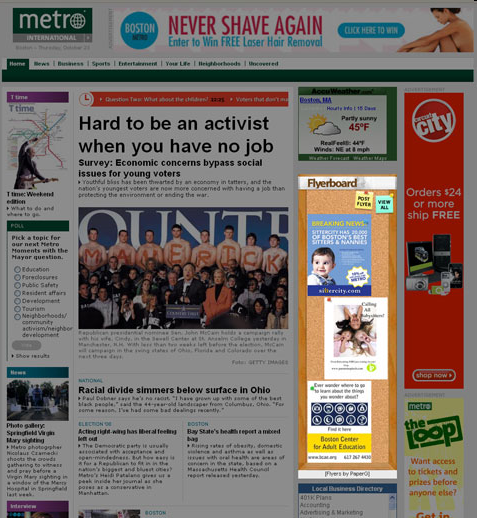 metro
INTERNATIONAL
Boston - Thursday, October 23
ADVERTISEMENT
BOSTON
METRO
NEVER SHAVE AGAIN
Enter to Win FREE Laser Hair Removal
CLICK HERE TO WIN
Home | News | Business | Sports | Entertainment | Your Life | Neighborhoods | Uncovered
T time
T time
T time: Weekend
edition
What do and
where to go.
POLL
Pick a topic for
our next Metro
Moments with the
Mayor question.
Education
Foreclosures
Public Safety
Resident affairs
Development
Tourism
Neighborhoods/
community
activism/neighborhood
development
Vote
Show results
News
Photo gallery:
Springfield Virgin
Mary sighting
Metro photographer
Nicolaus Czarnecki
shoots the crowds
gathering to witness
and pray before a
Virgin Mary sighting
in a window of the
Mercy Hospital in
Springfield last week.
Interview
Question Two: What about the children?
Voters that don't
Hard to be an activist
when you have no job
Survey: Economic concerns bypass social
issues for young voters
Youthful bliss has been thwarted by an economy in tatters, and the
nation's youngest voters are now more concerned with having a job than
protecting the environment or ending the war.
Republican presidential nominee Sen. John McCain holds a campaign rally
with his wife, Cindy, in the Sawell Center at St. Anselm Collage yesterday in
Manchester, N.H. With less than two weeks left before the election, McCain
will campaign in the swing states of Ohio, Florida and Colorado over the
next three days.
Foto: GETTY IMAGES
NATIONAL
Racial divide simmers below surface in Ohio
Paul Dobner says he's no racist. "I have grown up with some of the best
black people," said the 44-year-old landscaper from Columbus, Ohio. "For
some reason, I've had some bad dealings recently."
ELECTION '08
Acting right-wing has liberal feeling
left out
The Democratic party is usually
associated with acceptance and
open-mindedness. But how easy is
it for a Republican to fit in in the
nation's biggest and bluest cities?
Metro's Heidi Patalano gives us a
peek inside her journal as she
poses as a conservative in
Manhattan.
BOSTON
Bay State's health report a mixed
bag
Rising rates of obesity, domestic
violence and asthma as well as
issues with oral health are areas of
concern in the state, based on a
Massachusetts Health Council
report released yesterday.
BOSTON
AccuWeather.com
Boston, MA
Hourly Info | 15 Days
Partly sunny
45°F
RealFeel®: 44°F
Winds: NE at 8 mph
Weather Forecast Weather Maps
Flyerboard
POST
FLYER
VIEW
ALL
BREAKING NEWS:
SITTERCITY HAS 20,000
OF BOSTON'S BEST
SITTERS & NANNIES
sittercity.com
Calling
All
Babysitters!
Ever wonder where to go
to learn about the things
you wonder about?
Find it here
Boston Center
for Adult Education
www.bcae.org 617 267 4430
[Flyers by PaperG]
Local Business Directory
401K Plans
Accounting
Advertising & Marketing
ADVERTISEMENT
circuit
city
Orders $24
or more
ship FREE
shop now
ADVERTISEMENT
metro
the
loop!
Want access
to tickets and
prizes before
anyone else?
Get in